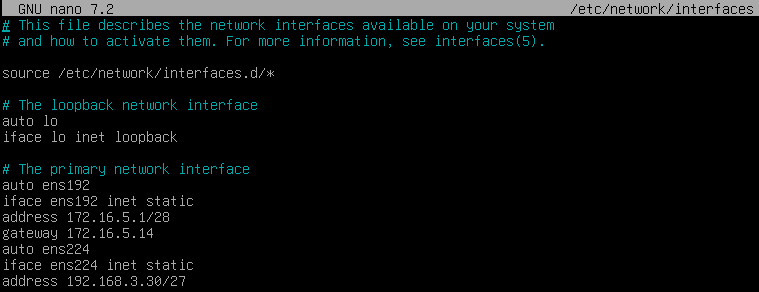 GNU nano 7.2 /etc/network/interfaces
# This file describes the network interfaces available on your system
# and how to activate them. For more information, see interfaces(5).
source /etc/network/interfaces.d/*
# The loopback network interface
auto lo
iface lo inet loopback
# The primary network interface
auto ens192
iface ens192 inet static
address 172.16.5.1/28
gateway 172.16.5.14
auto ens224
iface ens224 inet static
address 192.168.3.30/27